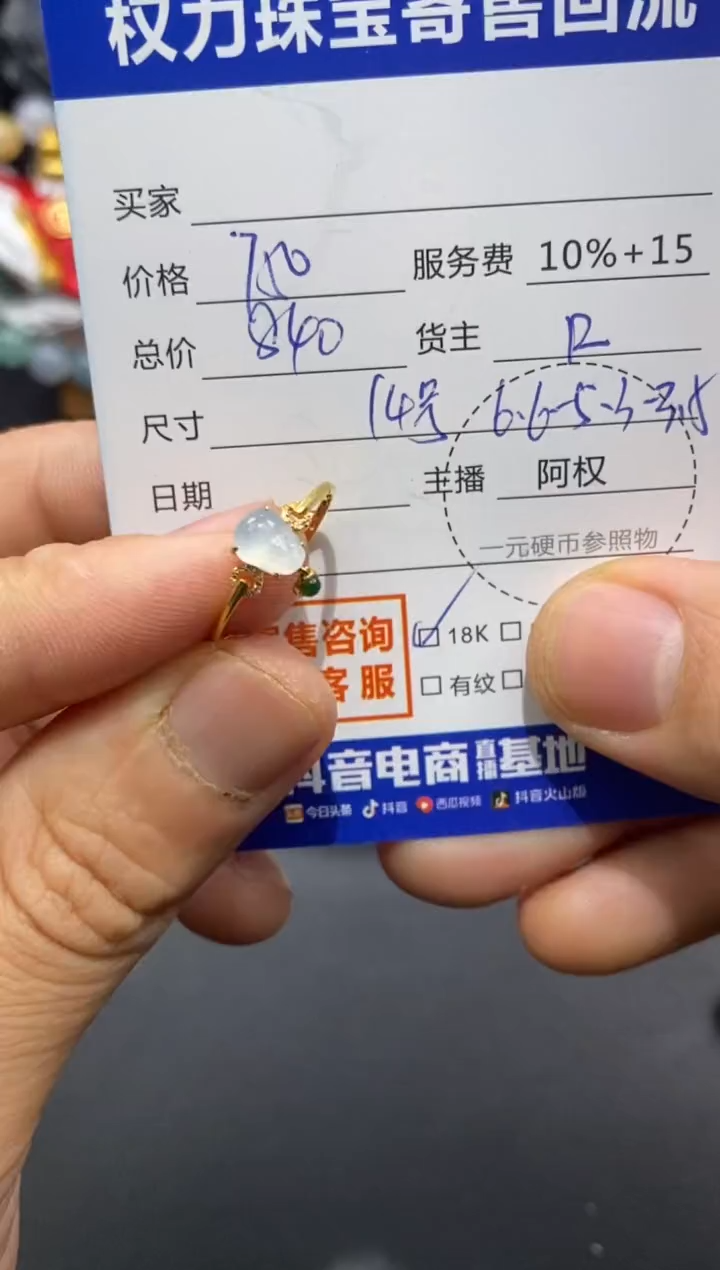 权力珠宝寄售回流
买家
价格 750 服务费 10%+15
总价 840 货主 R
尺寸 14号 6.6-5-3-3.5
日期 主播 阿权
一元硬币参照物
售咨询 18K
客服 有纹
抖音电商直播基地
今日头条 抖音 西瓜视频 抖音火山版